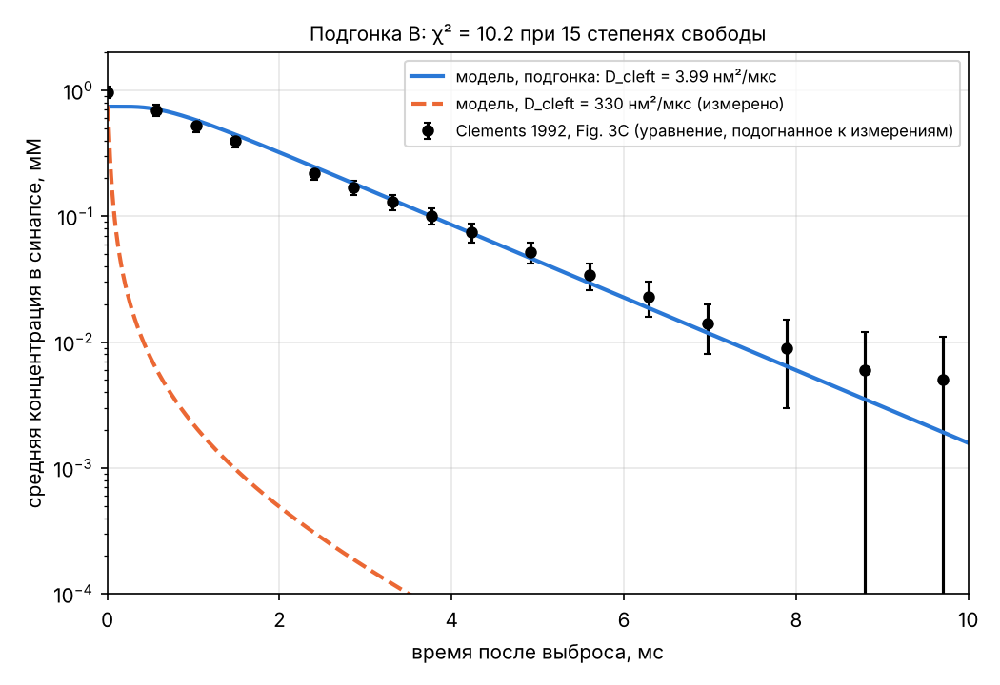 Подгонка B: χ² = 10.2 при 15 степенях свободы
модель, подгонка: D_cleft = 3.99 нм²/мкс
модель, D_cleft = 330 нм²/мкс (измерено)
Clements 1992, Fig. 3C (уравнение, подогнанное к измерениям)
средняя концентрация в синапсе, мМ
10⁰
10⁻¹
10⁻²
10⁻³
10⁻⁴
0 2 4 6 8 10
время после выброса, мс